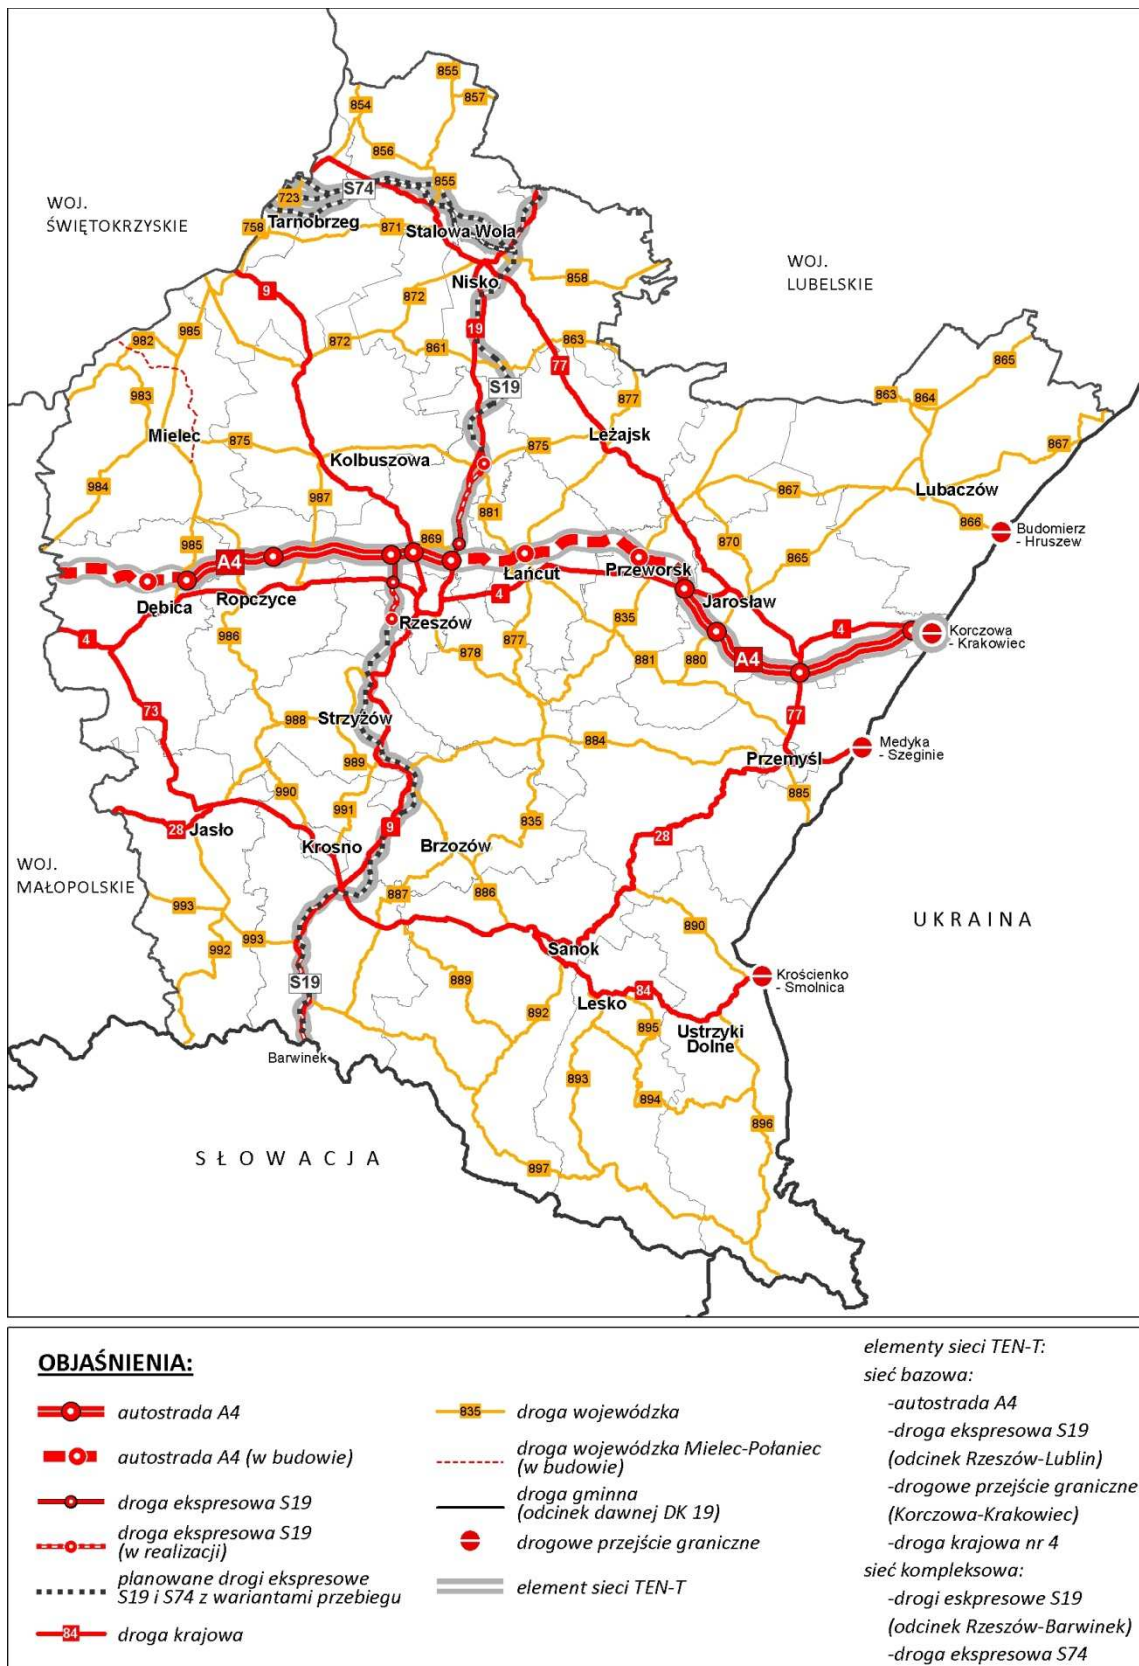 855
857
854
856
S74
855
723
WOJ.
ŚWIĘTOKRZYSKIE
Tarnobrzeg
758
871
Stalowa Wola
WOJ.
LUBELSKIE
858
Nisko
9
872
982
985
19
872
861
863
865
77
S19
983
877
863
864
Mielec
875
Leżajsk
875
867
Kolbuszowa
984
987
867
Lubaczów
881
866
Budomierz
- Hruszew
985
869
870
865
A4
Łańcut
Przeworsk
Dębica
Ropczyce
4
Jarosław
4
Rzeszów
835
4
Korczowa
- Krakowiec
986
877
878
881
880
A4
73
988
Strzyżów
77
884
Medyka
- Szeginie
989
Przemyśl
990
885
991
28
Jasło
9
835
28
Krosno
Brzozów
WOJ.
MAŁOPOLSKIE
887
886
993
890
UKRAINA
993
992
Sanok
S19
889
Krościenko
- Smolnica
84
Lesko
892
895
Ustrzyki
Dolne
Barwinek
893
894
896
SŁOWACJA
897
OBJAŚNIENIA:
autostrada A4
autostrada A4 (w budowie)
droga ekspresowa S19
droga ekspresowa S19
(w realizacji)
planowane drogi ekspresowe
S19 i S74 z wariantami przebiegu
84
droga krajowa
835
droga wojewódzka
droga wojewódzka Mielec-Połaniec
(w budowie)
droga gminna
(odcinek dawnej DK 19)
drogowe przejście graniczne
element sieci TEN-T
elementy sieci TEN-T:
sieć bazowa:
-autostrada A4
-droga ekspresowa S19
(odcinek Rzeszów-Lublin)
-drogowe przejście graniczne
(Korczowa-Krakowiec)
-droga krajowa nr 4
sieć kompleksowa:
-drogi eskpresowe S19
(odcinek Rzeszów-Barwinek)
-droga ekspresowa S74